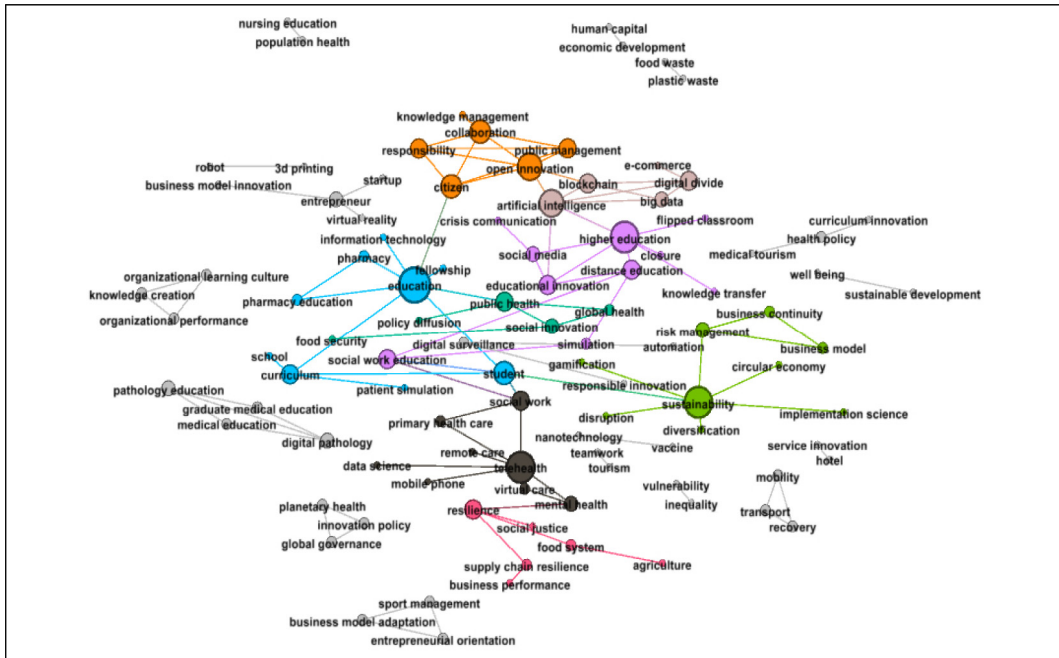 nursing education
population health
human capital
economic development
food waste
plastic waste
knowledge management
collaboration
responsibility
public management
open innovation
citizen
robot
3d printing
business model innovation
startup
entrepreneur
virtual reality
e-commerce
blockchain
digital divide
big data
artificial intelligence
crisis communication
flipped classroom
higher education
curriculum innovation
health policy
medical tourism
information technology
pharmacy
social media
closure
fellowship
distance education
education
educational innovation
organizational learning culture
knowledge creation
organizational performance
pharmacy education
public health
global health
knowledge transfer
well being
sustainable development
policy diffusion
social innovation
business continuity
risk management
food security
digital surveillance
simulation
automation
business model
school
social work education
gamification
circular economy
curriculum
student
responsible innovation
patient simulation
pathology education
graduate medical education
medical education
digital pathology
social work
sustainability
disruption
implementation science
diversification
primary health care
nanotechnology
vaccine
service innovation
hotel
remote care
teamwork
tourism
data science
telehealth
mobile phone
virtual care
mental health
vulnerability
inequality
mobility
transport
recovery
planetary health
innovation policy
global governance
resilience
social justice
food system
supply chain resilience
agriculture
business performance
sport management
business model adaptation
entrepreneurial orientation